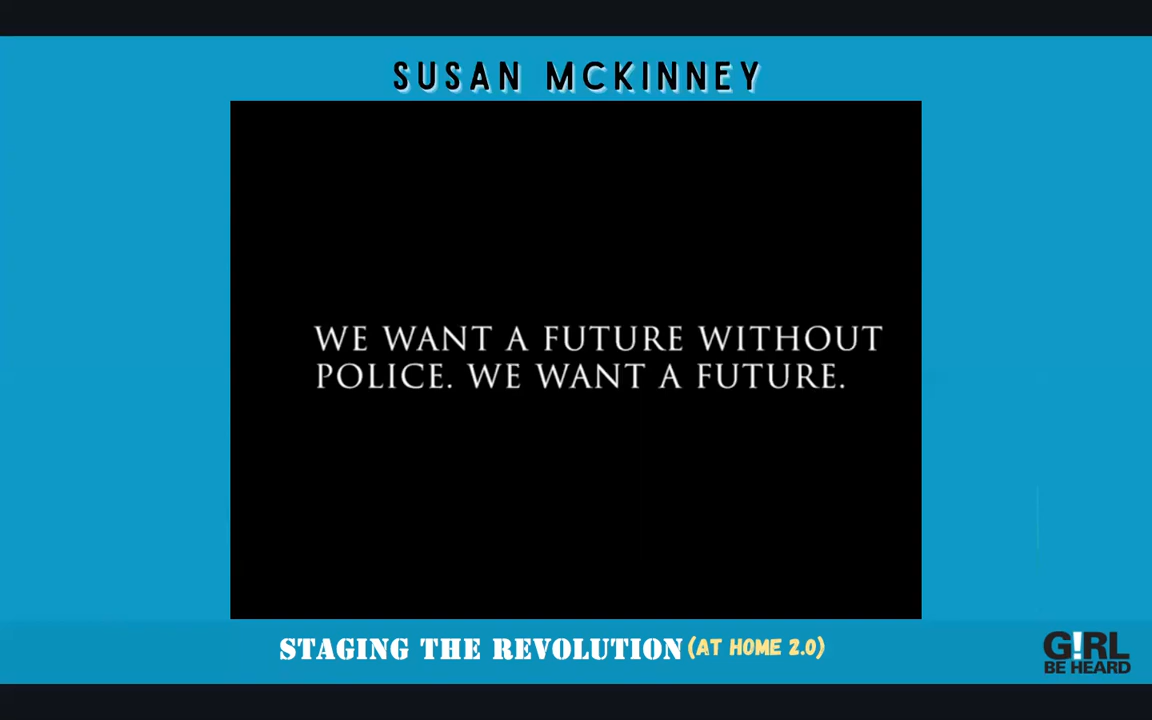 SUSAN MCKINNEY
WE WANT A FUTURE WITHOUT
POLICE. WE WANT A FUTURE.
STAGING THE REVOLUTION (AT HOME 2.0)
G!RL
BE HEARD